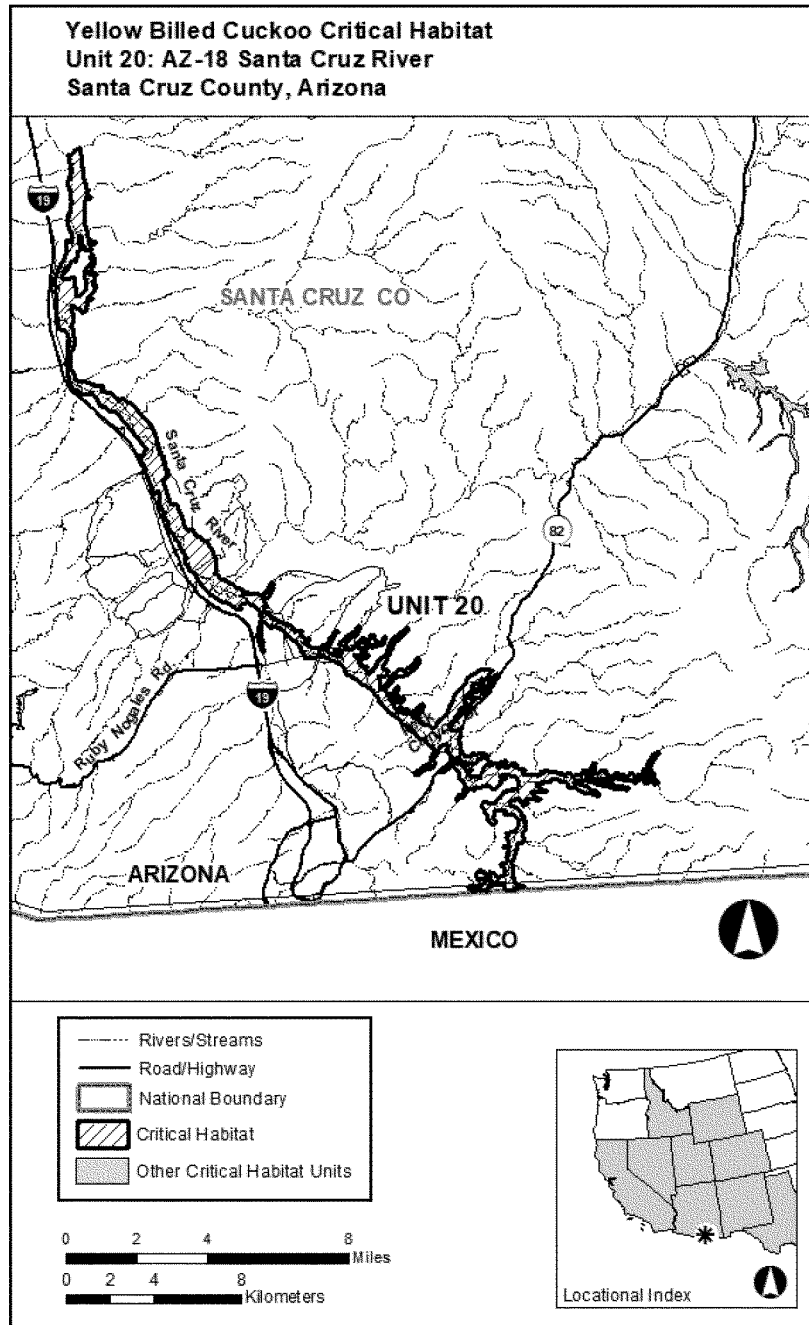 Yellow Billed Cuckoo Critical Habitat
Unit 20: AZ-18 Santa Cruz River
Santa Cruz County, Arizona
19
SANTA CRUZ CO
Santa Cruz River
82
UNIT 20
Ruby Nogales Rd.
19
ARIZONA
MEXICO
Rivers/Streams
Road/Highway
National Boundary
Critical Habitat
Other Critical Habitat Units
0 2 4 8
Miles
0 2 4 8
Kilometers
Locational Index